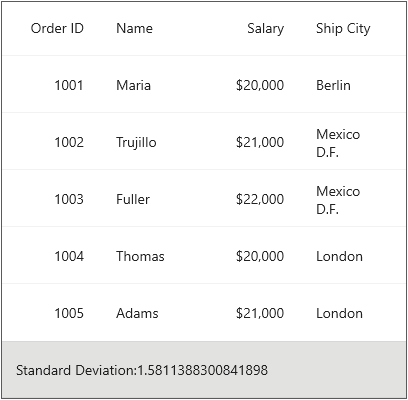 Order ID Name Salary Ship City
1001 Maria $20,000 Berlin
1002 Trujillo $21,000 Mexico
D.F.
1003 Fuller $22,000 Mexico
D.F.
1004 Thomas $20,000 London
1005 Adams $21,000 London
Standard Deviation:1.5811388300841898